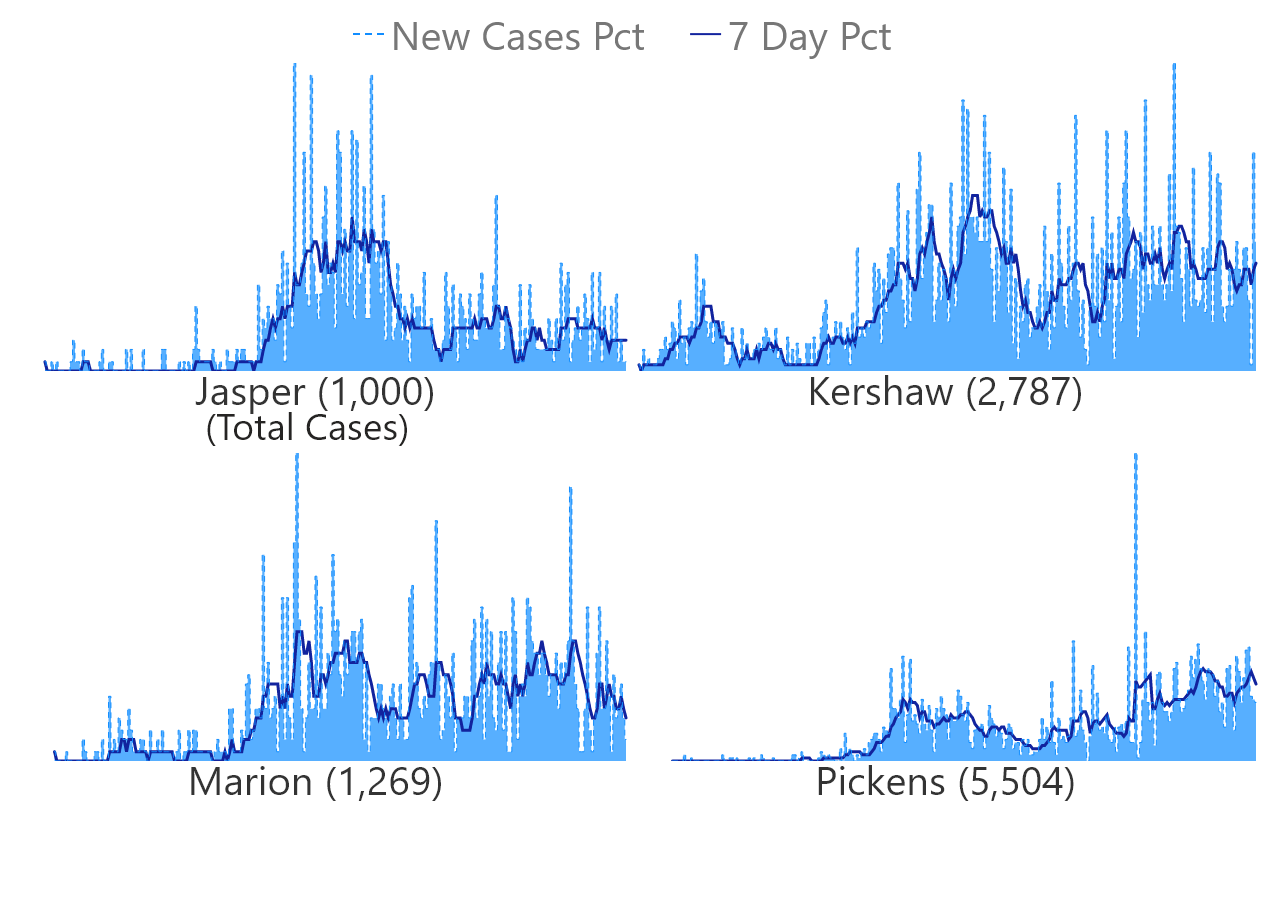 New Cases Pct 7 Day Pct
Jasper (1,000)
(Total Cases)
Kershaw (2,787)
Marion (1,269)
Pickens (5,504)